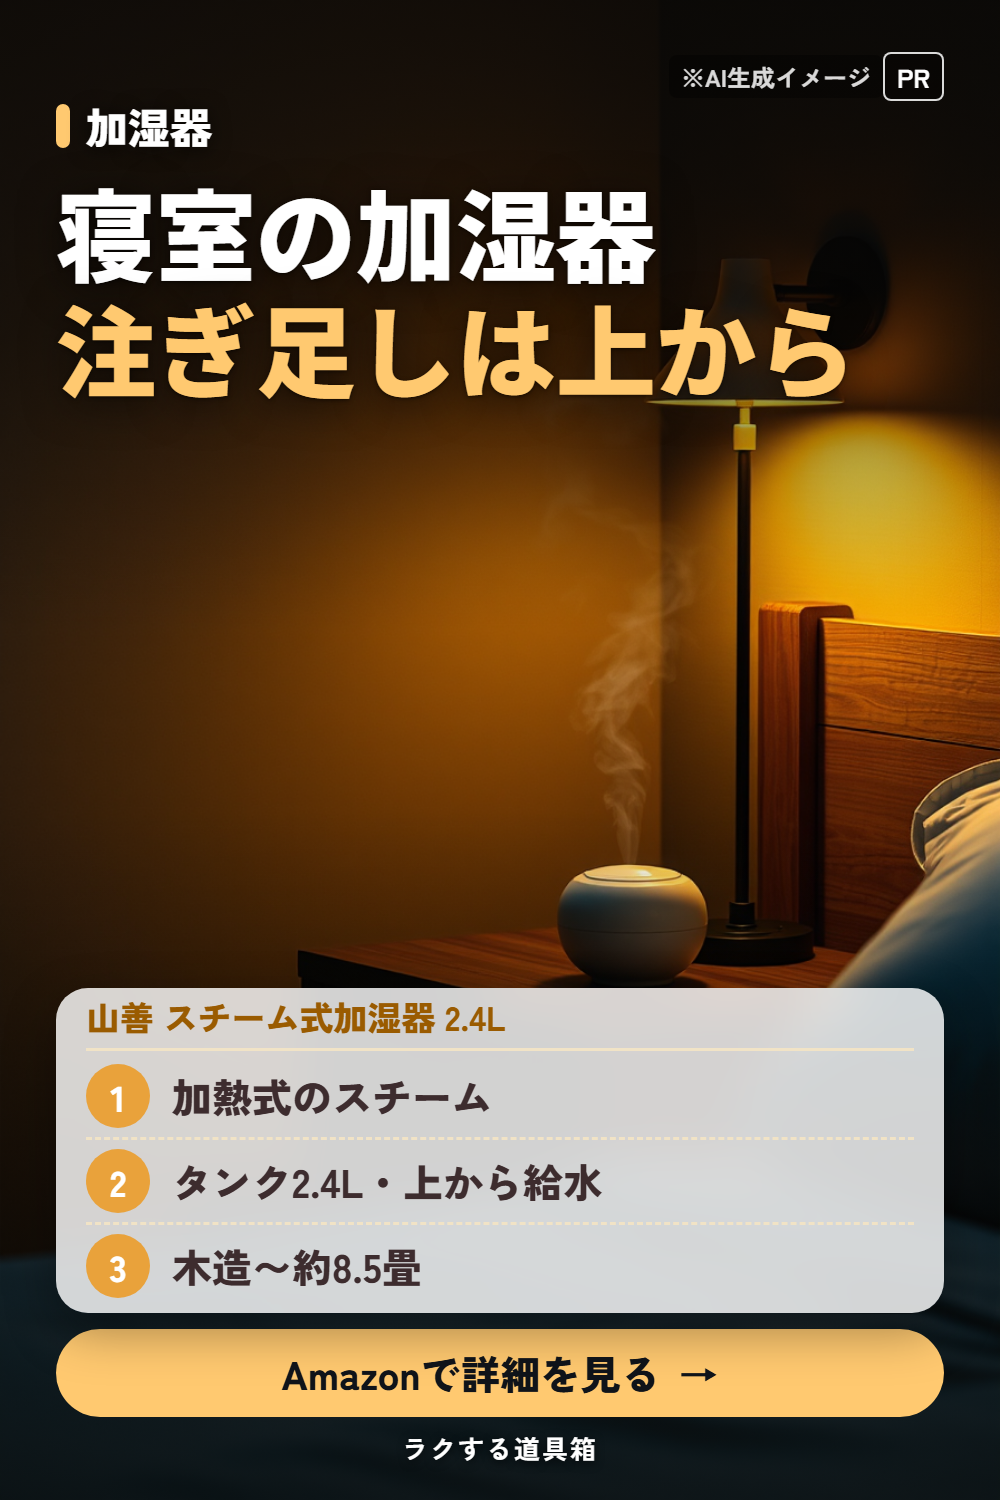 ※AI生成イメージ PR
加湿器
寝室の加湿器
注ぎ足しは上から
山善 スチーム式加湿器 2.4L
1 加熱式のスチーム
2 タンク2.4L・上から給水
3 木造～約8.5畳
Amazonで詳細を見る →
ラクする道具箱